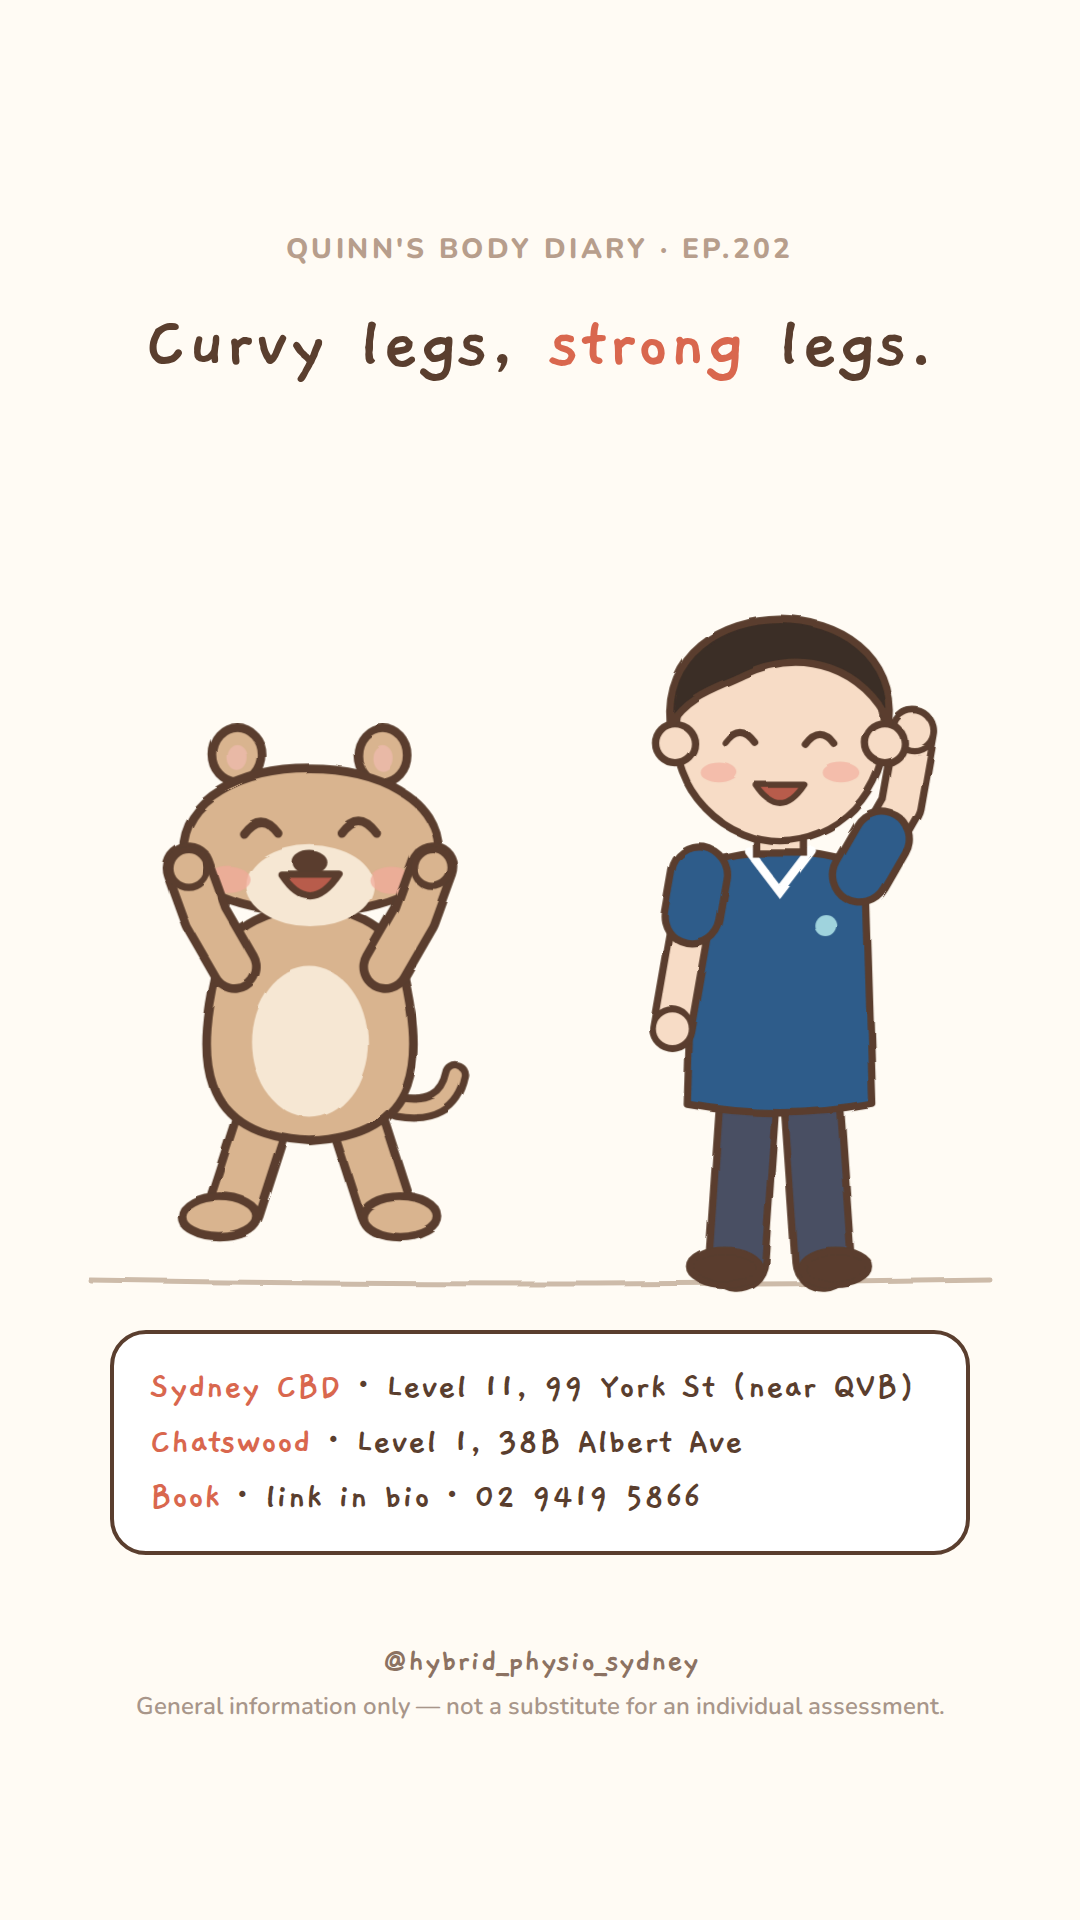 QUINN'S BODY DIARY · EP.202
Curvy legs, strong legs.
Sydney CBD · Level 11, 99 York St (near QVB)
Chatswood · Level 1, 38B Albert Ave
Book · link in bio · 02 9419 5866
@hybrid_physio_sydney
General information only — not a substitute for an individual assessment.